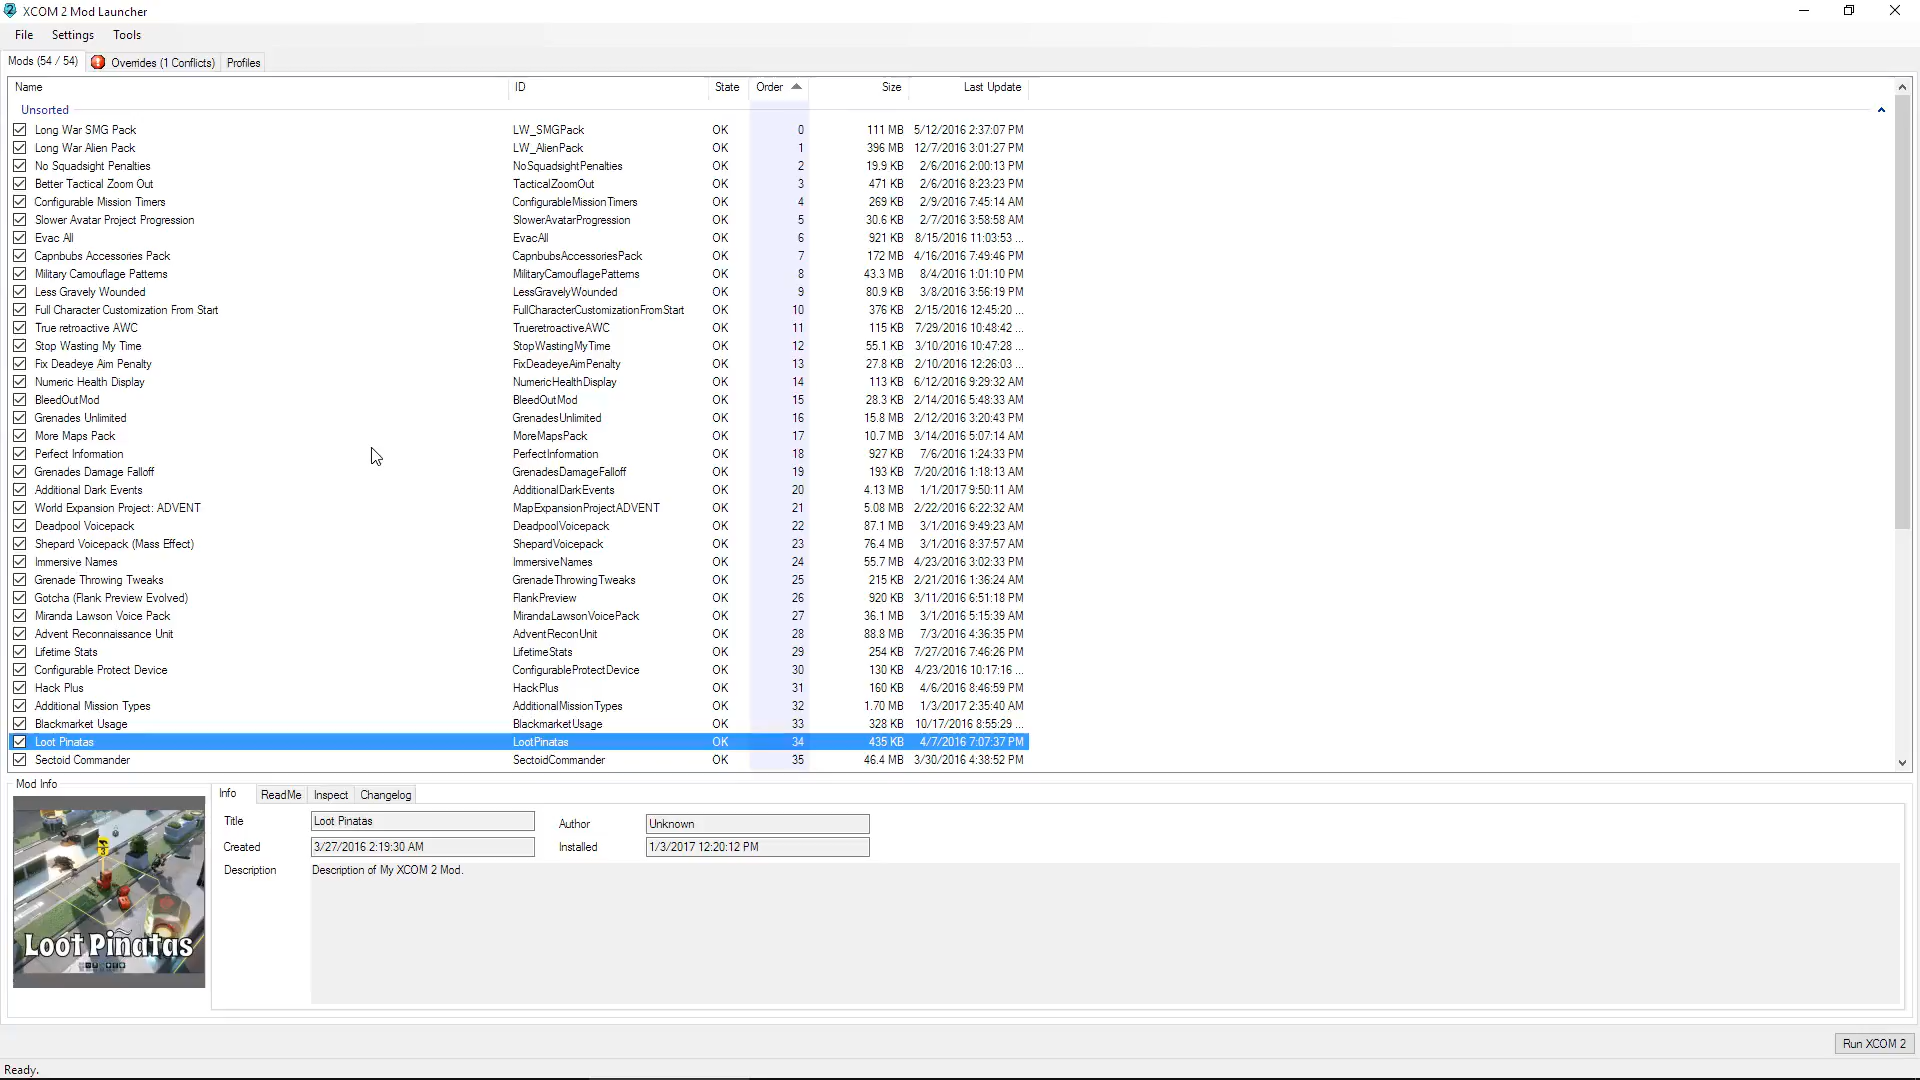 XCOM 2 Mod Launcher
File Settings Tools
Mods (54 / 54) Overrides (1 Conflicts) Profiles
Name ID State Order Size Last Update
Unsorted
Long War SMG Pack LW_SMGPack OK 0 111 MB 5/12/2016 2:37:07 PM
Long War Alien Pack LW_AlienPack OK 1 396 MB 12/7/2016 3:01:27 PM
No Squadsight Penalties NoSquadsightPenalties OK 2 19.9 KB 2/6/2016 2:00:13 PM
Better Tactical Zoom Out TacticalZoomOut OK 3 471 KB 2/6/2016 8:23:23 PM
Configurable Mission Timers ConfigurableMissionTimers OK 4 269 KB 2/9/2016 7:45:14 AM
Slower Avatar Project Progression SlowerAvatarProgression OK 5 30.6 KB 2/7/2016 3:58:58 AM
Evac All EvacAll OK 6 921 KB 8/15/2016 11:03:53 ...
Capnbubs Accessories Pack CapnbubsAccessoriesPack OK 7 172 MB 4/16/2016 7:49:46 PM
Military Camouflage Patterns MilitaryCamouflagePatterns OK 8 43.3 MB 8/4/2016 1:01:10 PM
Less Gravely Wounded LessGravelyWounded OK 9 80.9 KB 3/8/2016 3:56:19 PM
Full Character Customization From Start FullCharacterCustomizationFromStart OK 10 376 KB 2/15/2016 12:45:20 ...
True retroactive AWC TrueretroactiveAWC OK 11 115 KB 7/29/2016 10:48:42 ...
Stop Wasting My Time StopWastingMyTime OK 12 55.1 KB 3/10/2016 10:47:28 ...
Fix Deadeye Aim Penalty FixDeadeyeAimPenalty OK 13 27.8 KB 2/10/2016 12:26:03 ...
Numeric Health Display NumericHealthDisplay OK 14 113 KB 6/12/2016 9:29:32 AM
BleedOutMod BleedOutMod OK 15 28.3 KB 2/14/2016 5:48:33 AM
Grenades Unlimited GrenadesUnlimited OK 16 15.8 MB 2/12/2016 3:20:43 PM
More Maps Pack MoreMapsPack OK 17 10.7 MB 3/14/2016 5:07:14 AM
Perfect Information PerfectInformation OK 18 927 KB 7/6/2016 1:24:33 PM
Grenades Damage Falloff GrenadesDamageFalloff OK 19 193 KB 7/20/2016 1:18:13 AM
Additional Dark Events AdditionalDarkEvents OK 20 4.13 MB 1/1/2017 9:50:11 AM
World Expansion Project: ADVENT MapExpansionProjectADVENT OK 21 5.08 MB 2/22/2016 6:22:32 AM
Deadpool Voicepack DeadpoolVoicepack OK 22 87.1 MB 3/1/2016 9:49:23 AM
Shepard Voicepack (Mass Effect) ShepardVoicepack OK 23 76.4 MB 3/1/2016 8:37:57 AM
Immersive Names ImmersiveNames OK 24 55.7 MB 4/23/2016 3:02:33 PM
Grenade Throwing Tweaks GrenadeThrowingTweaks OK 25 215 KB 2/21/2016 1:36:24 AM
Gotcha (Flank Preview Evolved) FlankPreview OK 26 920 KB 3/11/2016 6:51:18 PM
Miranda Lawson Voice Pack MirandaLawsonVoicePack OK 27 36.1 MB 3/1/2016 5:15:39 AM
Advent Reconnaissance Unit AdventReconUnit OK 28 88.8 MB 7/3/2016 4:36:35 PM
Lifetime Stats LifetimeStats OK 29 254 KB 7/27/2016 7:46:26 PM
Configurable Protect Device ConfigurableProtectDevice OK 30 130 KB 4/23/2016 10:17:16 ...
Hack Plus HackPlus OK 31 160 KB 4/6/2016 8:46:59 PM
Additional Mission Types AdditionalMissionTypes OK 32 1.70 MB 1/3/2017 2:35:40 AM
Blackmarket Usage BlackmarketUsage OK 33 328 KB 10/17/2016 8:55:29 ...
Loot Pinatas LootPinatas OK 34 435 KB 4/7/2016 7:07:37 PM
Sectoid Commander SectoidCommander OK 35 46.4 MB 3/30/2016 4:38:52 PM
Mod Info
Info ReadMe Inspect Changelog
Title Loot Pinatas Author Unknown
Created 3/27/2016 2:19:30 AM Installed 1/3/2017 12:20:12 PM
Description Description of My XCOM 2 Mod.
Loot Piñatas
Run XCOM 2
Ready.